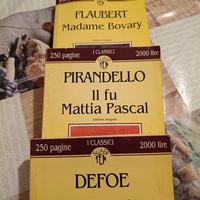 FLAUBERT
Madame Bovary
250 pagine I CLASSICI 2000 lire
PIRANDELLO
Il fu
Mattia Pascal
Edizione integrale
250 pagine I CLASSICI 2000 lire
DEFOE